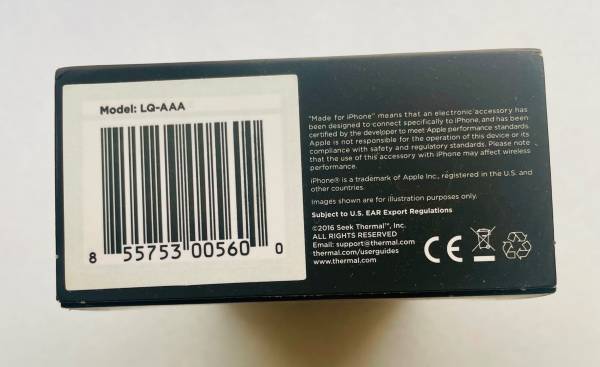 Model: LQ-AAA
8 55753 00560 0
"Made for iPhone" means that an electronic accessory has
been designed to connect specifically to iPhone, and has been
certified by the developer to meet Apple performance standards.
Apple is not responsible for the operation of this device or its
compliance with safety and regulatory standards. Please note
that the use of this accessory with iPhone may affect wireless
performance.
iPhone® is a trademark of Apple Inc., registered in the U.S. and
other countries.
Images shown are for illustration purposes only.
Subject to U.S. EAR Export Regulations
©2016 Seek Thermal™, Inc.
ALL RIGHTS RESERVED
Email: support@thermal.com
thermal.com/userguides
www.thermal.com
CE